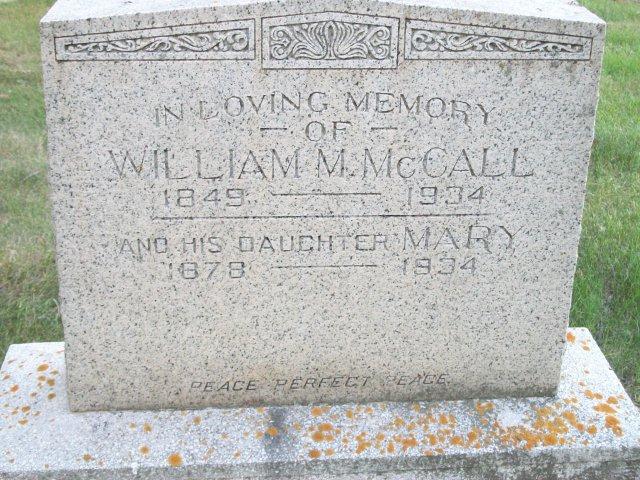 IN LOVING MEMORY
— OF —
WILLIAM M. McCALL
1849 — 1934
AND HIS DAUGHTER MARY
1878 — 1934
PEACE PERFECT PEACE